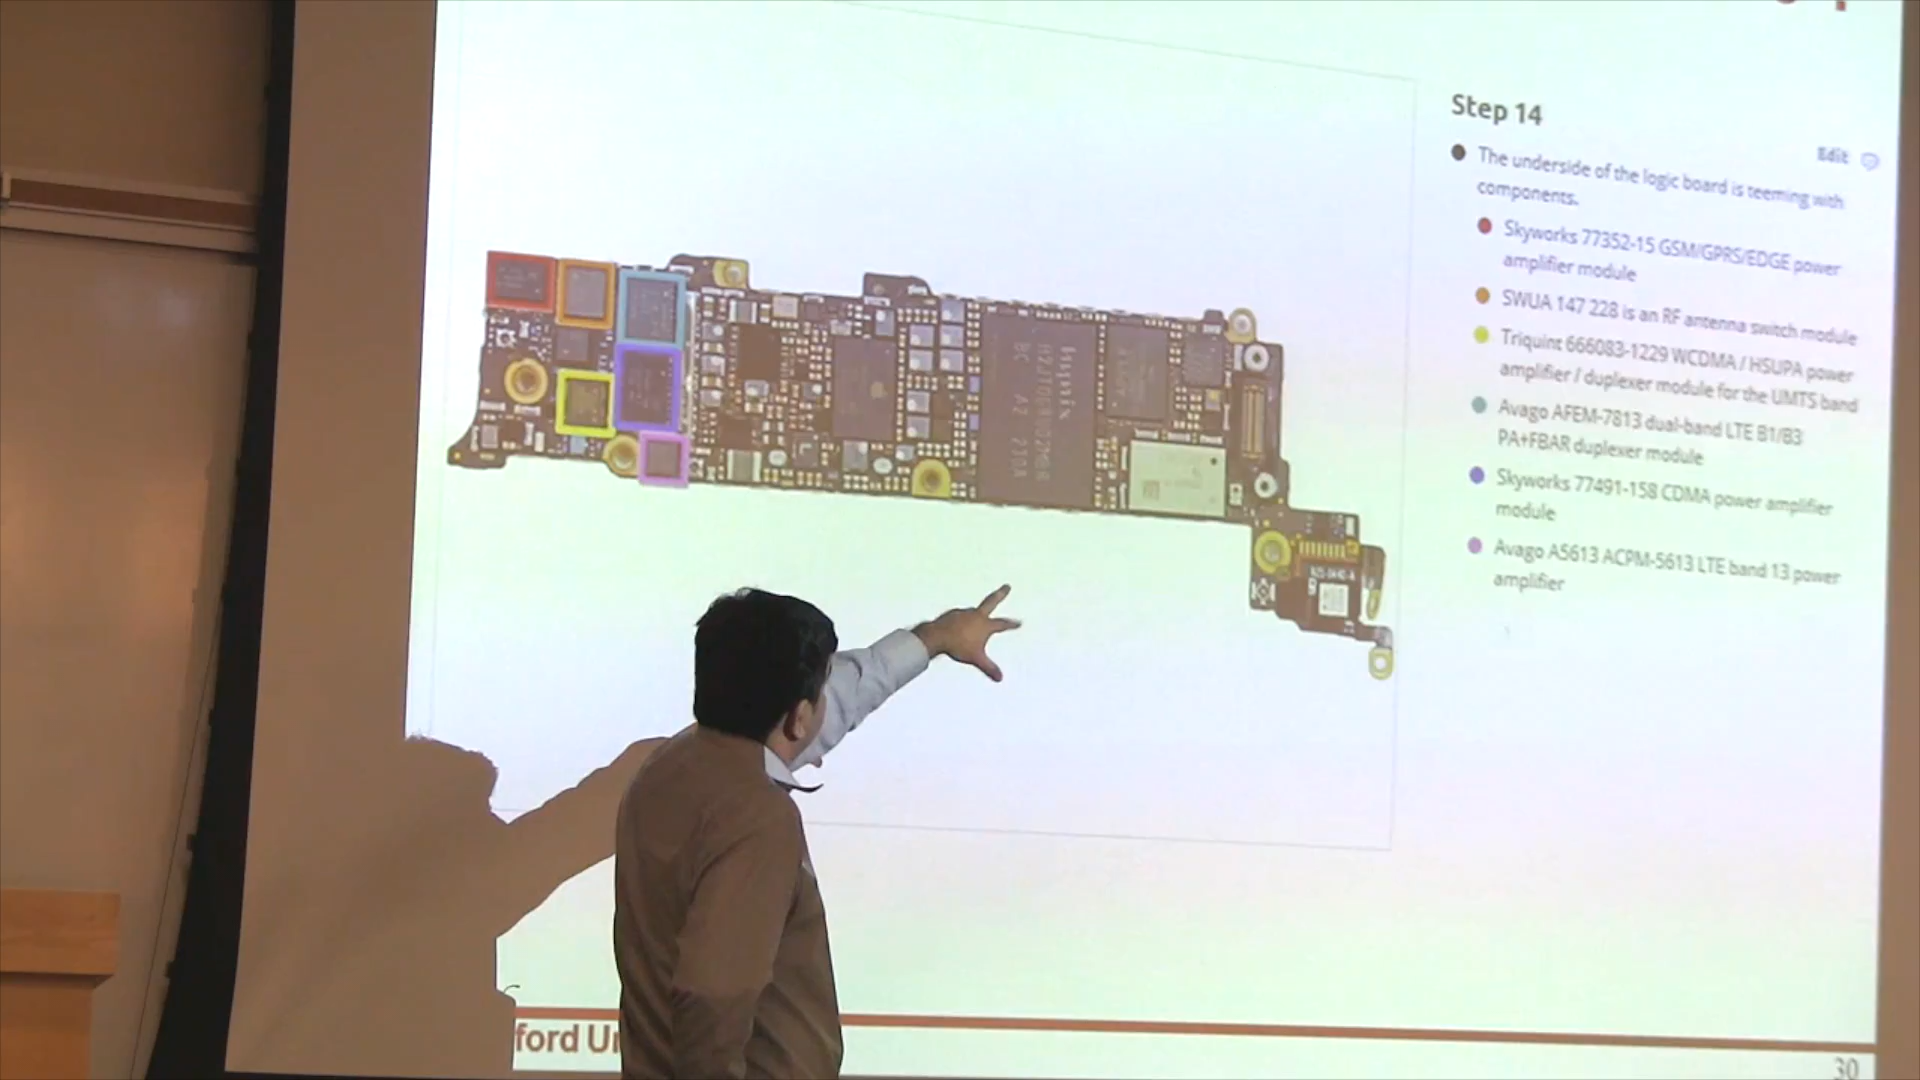 Step 14
Edit
The underside of the logic board is teeming with
components.
Skyworks 77352-15 GSM/GPRS/EDGE power
amplifier module
SWUA 147 228 is an RF antenna switch module
Triquint 666083-1229 WCDMA / HSUPA power
amplifier / duplexer module for the UMTS band
Avago AFEM-7813 dual-band LTE B1/B3
PA+FBAR duplexer module
Skyworks 77491-158 CDMA power amplifier
module
Avago A5613 ACPM-5613 LTE band 13 power
amplifier
hynix
ford Un
30